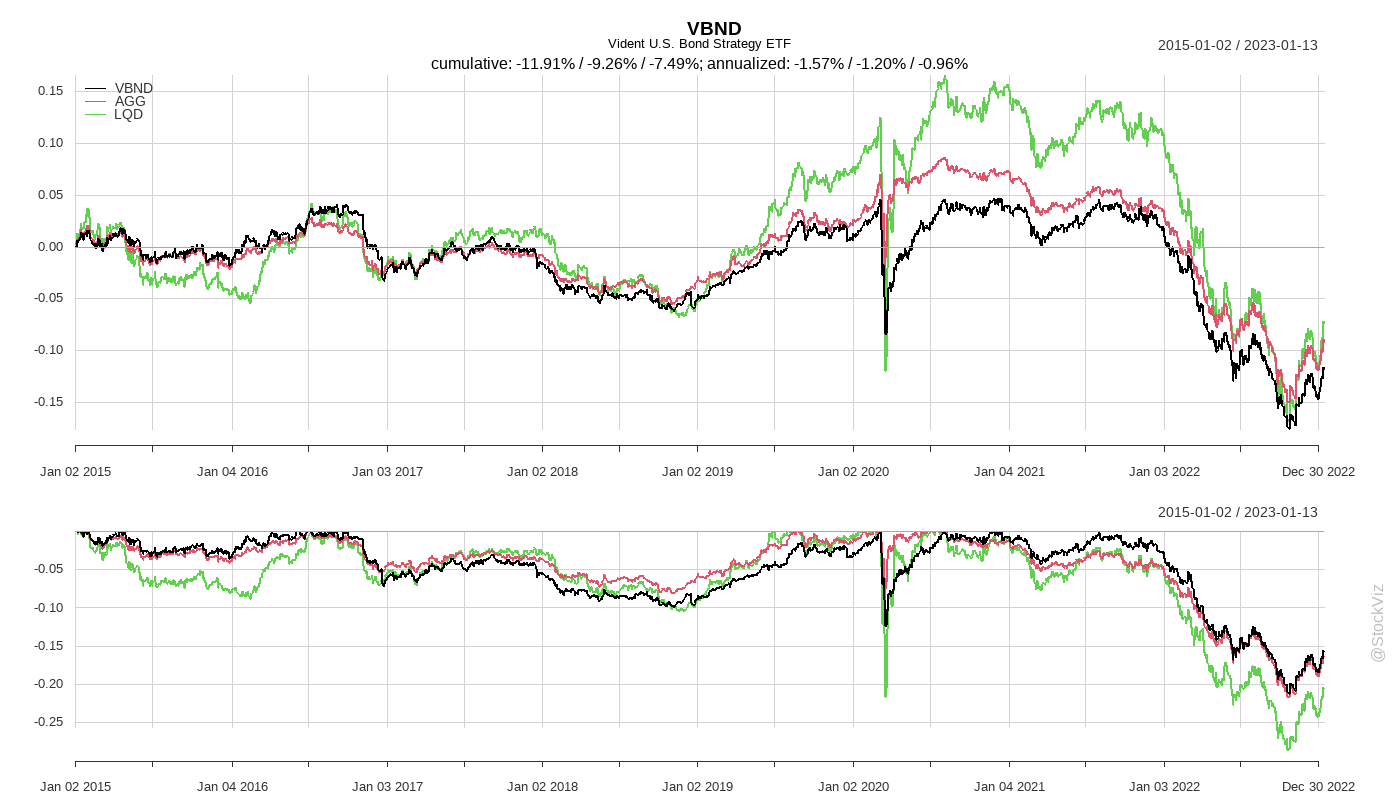 VBND
Vident U.S. Bond Strategy ETF
2015-01-02 / 2023-01-13
cumulative: -11.91% / -9.26% / -7.49%; annualized: -1.57% / -1.20% / -0.96%
VBND
AGG
LQD
0.15
0.10
0.05
0.00
-0.05
-0.10
-0.15
Jan 02 2015 Jan 04 2016 Jan 03 2017 Jan 02 2018 Jan 02 2019 Jan 02 2020 Jan 04 2021 Jan 03 2022 Dec 30 2022
2015-01-02 / 2023-01-13
-0.05
-0.10
-0.15
-0.20
-0.25
Jan 02 2015 Jan 04 2016 Jan 03 2017 Jan 02 2018 Jan 02 2019 Jan 02 2020 Jan 04 2021 Jan 03 2022 Dec 30 2022
@StockViz